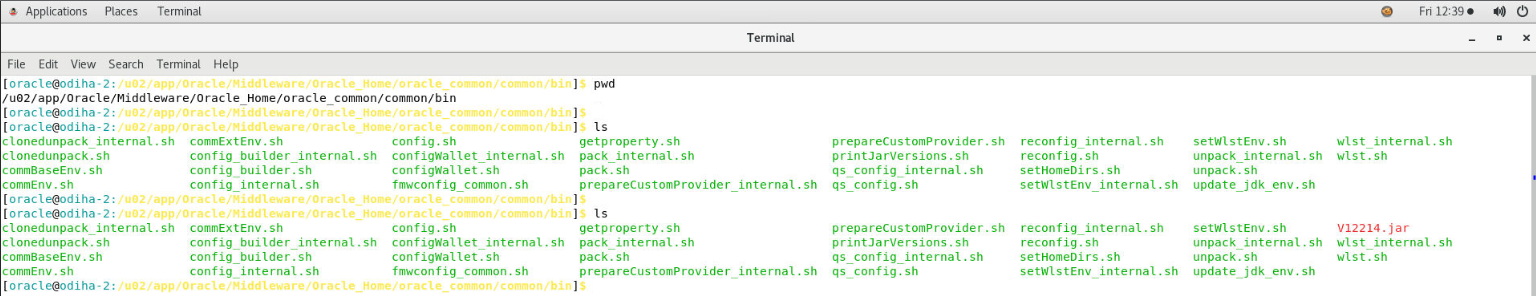 Applications Places Terminal Fri 12:39
Terminal
File Edit View Search Terminal Help
[oracle@odiha-2:/u02/app/Oracle/Middleware/Oracle_Home/oracle_common/common/bin]$ pwd
/u02/app/Oracle/Middleware/Oracle_Home/oracle_common/common/bin
[oracle@odiha-2:/u02/app/Oracle/Middleware/Oracle_Home/oracle_common/common/bin]$
[oracle@odiha-2:/u02/app/Oracle/Middleware/Oracle_Home/oracle_common/common/bin]$ ls
clonedunpack_internal.sh commExtEnv.sh config.sh getproperty.sh prepareCustomProvider.sh reconfig_internal.sh setWlstEnv.sh wlst_internal.sh
clonedunpack.sh config_builder_internal.sh configWallet_internal.sh pack_internal.sh printJarVersions.sh reconfig.sh unpack_internal.sh wlst.sh
commBaseEnv.sh config_builder.sh configWallet.sh pack.sh qs_config_internal.sh setHomeDirs.sh unpack.sh
commEnv.sh config_internal.sh fmwconfig_common.sh prepareCustomProvider_internal.sh qs_config.sh setWlstEnv_internal.sh update_jdk_env.sh
[oracle@odiha-2:/u02/app/Oracle/Middleware/Oracle_Home/oracle_common/common/bin]$
[oracle@odiha-2:/u02/app/Oracle/Middleware/Oracle_Home/oracle_common/common/bin]$ ls
clonedunpack_internal.sh commExtEnv.sh config.sh getproperty.sh prepareCustomProvider.sh reconfig_internal.sh setWlstEnv.sh V12214.jar
clonedunpack.sh config_builder_internal.sh configWallet_internal.sh pack_internal.sh printJarVersions.sh reconfig.sh unpack_internal.sh wlst_internal.sh
commBaseEnv.sh config_builder.sh configWallet.sh pack.sh qs_config_internal.sh setHomeDirs.sh unpack.sh wlst.sh
commEnv.sh config_internal.sh fmwconfig_common.sh prepareCustomProvider_internal.sh qs_config.sh setWlstEnv_internal.sh update_jdk_env.sh
[oracle@odiha-2:/u02/app/Oracle/Middleware/Oracle_Home/oracle_common/common/bin]$